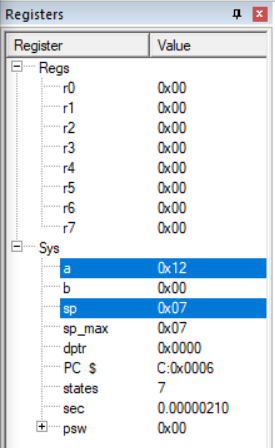 Registers
Register Value
Regs
r0 0x00
r1 0x00
r2 0x00
r3 0x00
r4 0x00
r5 0x00
r6 0x00
r7 0x00
Sys
a 0x12
b 0x00
sp 0x07
sp_max 0x07
dptr 0x0000
PC $ C:0x0006
states 7
sec 0.00000210
psw 0x00